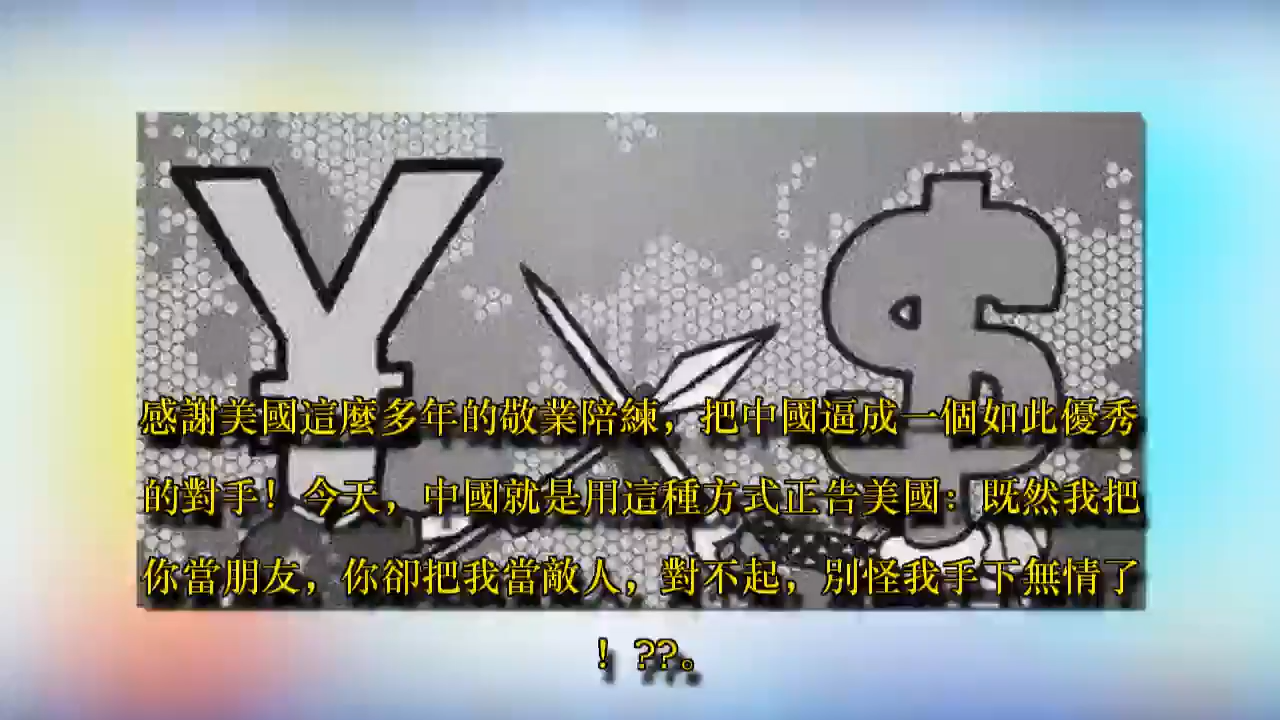 感謝美國這麼多年的敬業陪練，把中國逼成一個如此優秀
的對手！今天，中國就是用這種方式正告美國：既然我把
你當朋友，你卻把我當敵人，對不起，別怪我手下無情了
！??。